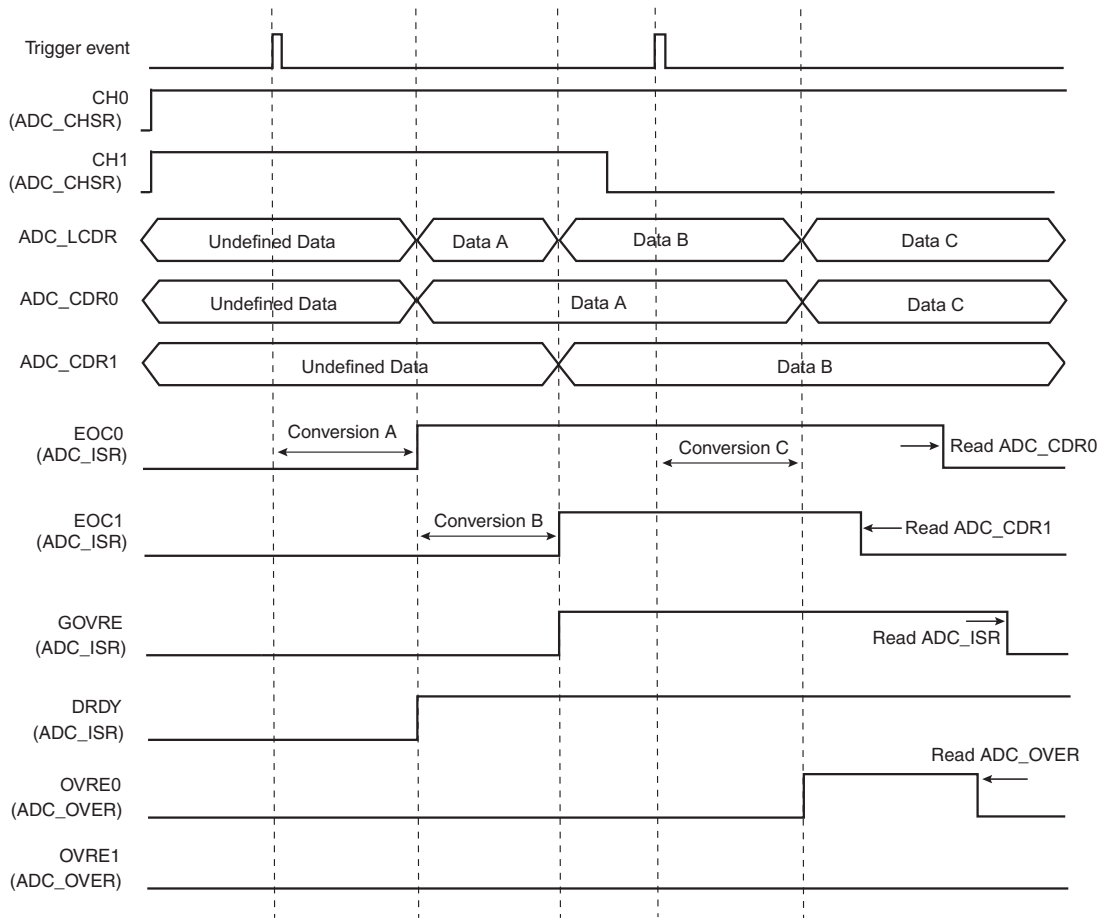 Trigger event
CH0
(ADC_CHSR)
CH1
(ADC_CHSR)
ADC_LCDR
Undefined Data
Data A
Data B
Data C
ADC_CDR0
Undefined Data
Data A
Data C
ADC_CDR1
Undefined Data
Data B
EOC0
(ADC_ISR)
Conversion A
Conversion C
Read ADC_CDR0
EOC1
(ADC_ISR)
Conversion B
Read ADC_CDR1
GOVRE
(ADC_ISR)
Read ADC_ISR
DRDY
(ADC_ISR)
Read ADC_OVER
OVRE0
(ADC_OVER)
OVRE1
(ADC_OVER)